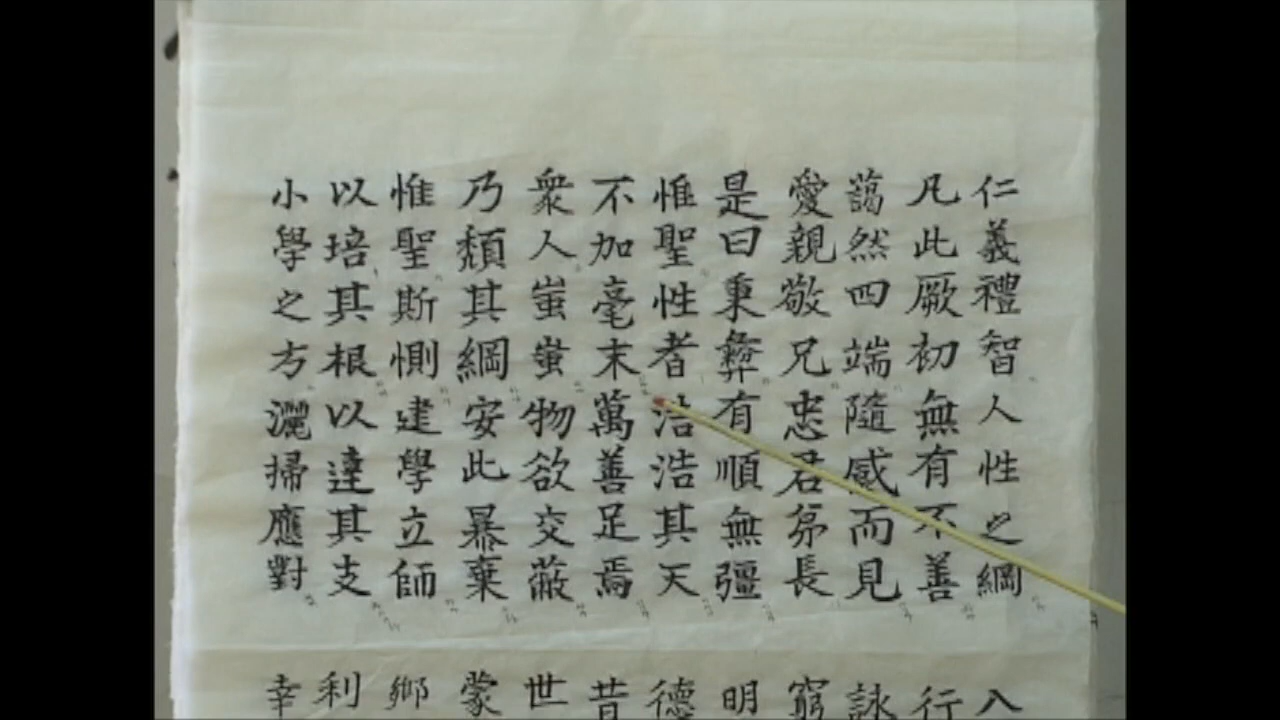 仁義禮智人性之綱
凡此厥初無有不善
藹然四端隨感而見
愛親敬兄忠君弟長
是曰秉彝有順無彊
惟聖性者浩浩其天
不加毫末萬善足焉
衆人蚩蚩物欲交蔽
乃頹其綱安此暴棄
惟聖斯惻建學立師
以培其根以達其支
小學之方灑掃應對
入
行
詠
窮
明
德
昔
世
蒙
鄉
利
幸